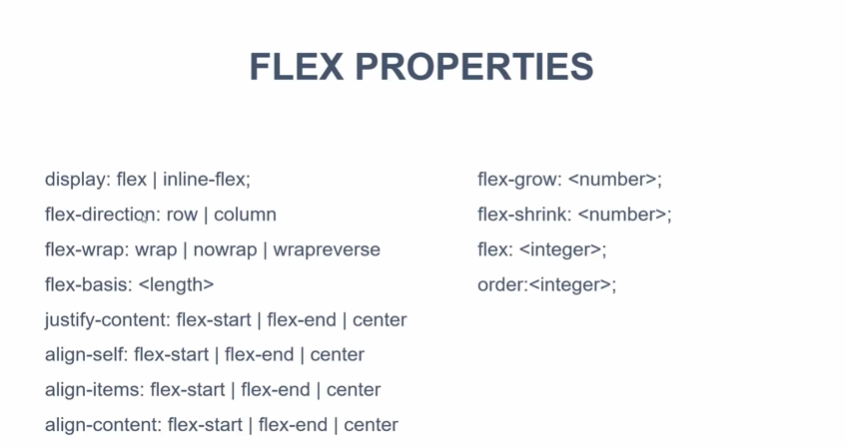 FLEX PROPERTIES
display: flex | inline-flex;
flex-direction: row | column
flex-wrap: wrap | nowrap | wrapreverse
flex-basis: <length>
justify-content: flex-start | flex-end | center
align-self: flex-start | flex-end | center
align-items: flex-start | flex-end | center
align-content: flex-start | flex-end | center
flex-grow: <number>;
flex-shrink: <number>;
flex: <integer>;
order:<integer>;